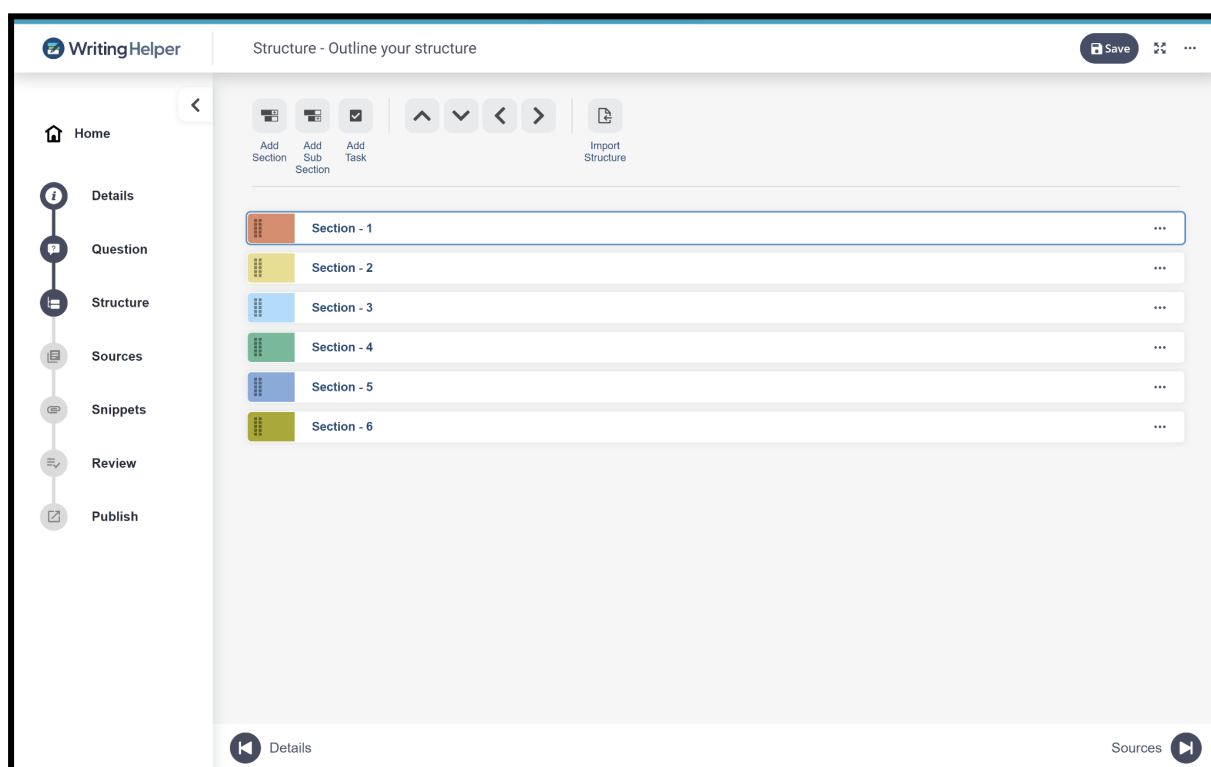 WritingHelper
Structure - Outline your structure
Save
Home
Add Section
Add Sub Section
Add Task
Import Structure
Details
Question
Structure
Sources
Snippets
Review
Publish
Section - 1
Section - 2
Section - 3
Section - 4
Section - 5
Section - 6
Details
Sources